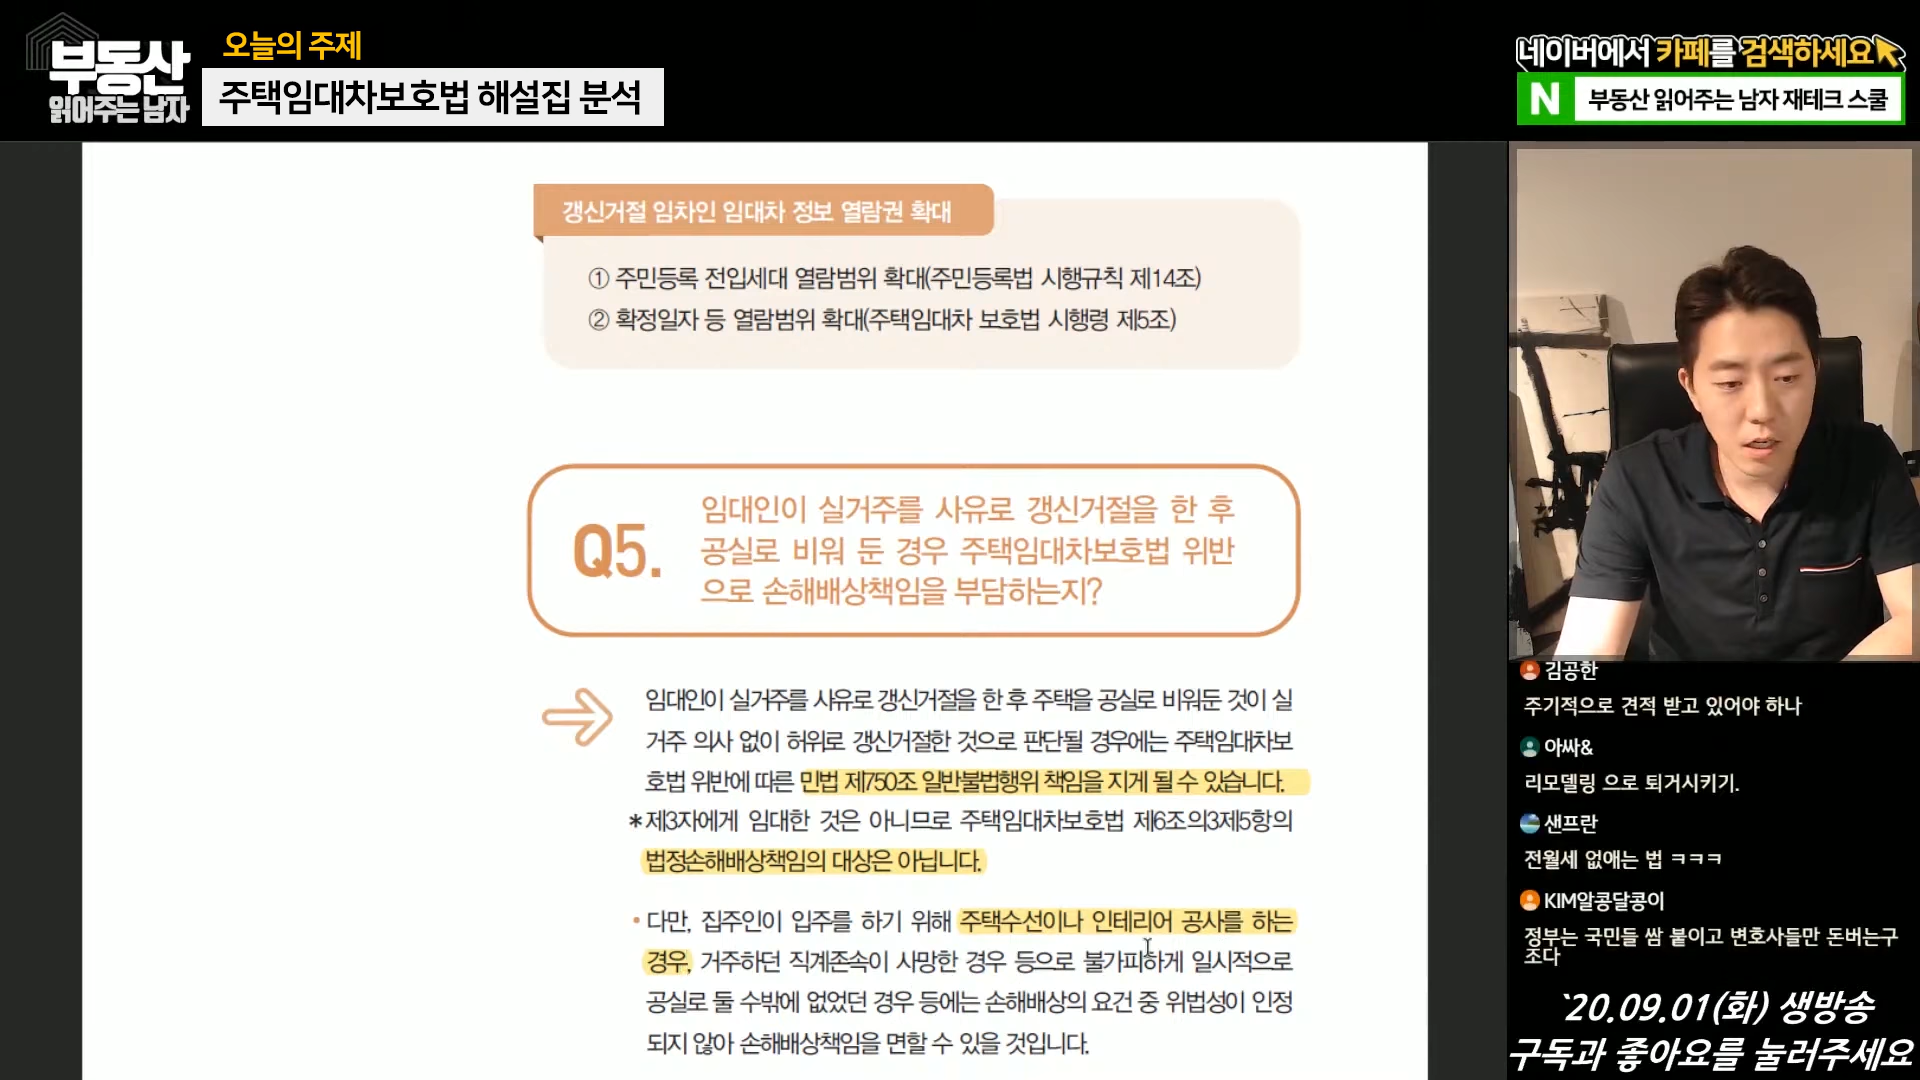 부동산
읽어주는 남자
오늘의 주제
주택임대차보호법 해설집 분석
네이버에서 카페를 검색하세요
N 부동산 읽어주는 남자 재테크 스쿨
갱신거절 임차인 임대차 정보 열람권 확대
① 주민등록 전입세대 열람범위 확대(주민등록법 시행규칙 제14조)
② 확정일자 등 열람범위 확대(주택임대차 보호법 시행령 제5조)
Q5.
임대인이 실거주를 사유로 갱신거절을 한 후
공실로 비워 둔 경우 주택임대차보호법 위반
으로 손해배상책임을 부담하는지?
임대인이 실거주를 사유로 갱신거절을 한 후 주택을 공실로 비워둔 것이 실
거주 의사 없이 허위로 갱신거절한 것으로 판단될 경우에는 주택임대차보
호법 위반에 따른 민법 제750조 일반불법행위 책임을 지게 될 수 있습니다.
*제3자에게 임대한 것은 아니므로 주택임대차보호법 제6조의3제5항의
법정손해배상책임의 대상은 아닙니다.
• 다만, 집주인이 입주를 하기 위해 주택수선이나 인테리어 공사를 하는
경우, 거주하던 직계존속이 사망한 경우 등으로 불가피하게 일시적으로
공실로 둘 수밖에 없었던 경우 등에는 손해배상의 요건 중 위법성이 인정
되지 않아 손해배상책임을 면할 수 있을 것입니다.
김공한
주기적으로 견적 받고 있어야 하나
아싸&
리모델링 으로 퇴거시키기.
샌프란
전월세 없애는 법 ㅋㅋㅋ
KIM알콩달콩이
정부는 국민들 쌈 붙이고 변호사들만 돈버는구
조다
`20.09.01(화) 생방송
구독과 좋아요를 눌러주세요